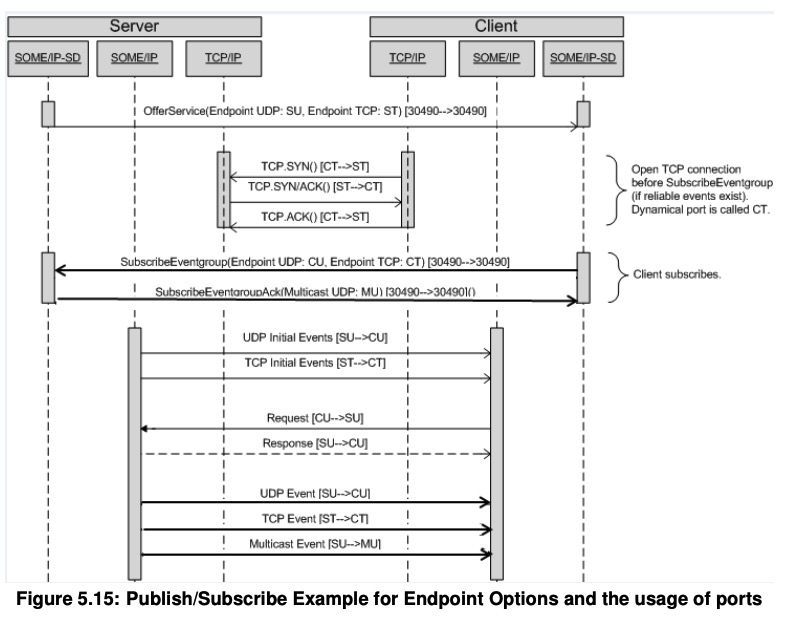 Server
Client
SOME/IP-SD
SOME/IP
TCP/IP
TCP/IP
SOME/IP
SOME/IP-SD
OfferService(Endpoint UDP: SU, Endpoint TCP: ST) [30490-->30490]
TCP.SYN() [CT-->ST]
TCP.SYN/ACK() [ST-->CT]
TCP.ACK() [CT-->ST]
Open TCP connection
before SubscribeEventgroup
(if reliable events exist).
Dynamical port is called CT.
SubscribeEventgroup(Endpoint UDP: CU, Endpoint TCP: CT) [30490-->30490]
SubscribeEventgroupAck(Multicast UDP: MU) [30490-->30490]()
Client subscribes.
UDP Initial Events [SU-->CU]
TCP Initial Events [ST-->CT]
Request [CU-->SU]
Response [SU-->CU]
UDP Event [SU-->CU]
TCP Event [ST-->CT]
Multicast Event [SU-->MU]
Figure 5.15: Publish/Subscribe Example for Endpoint Options and the usage of ports